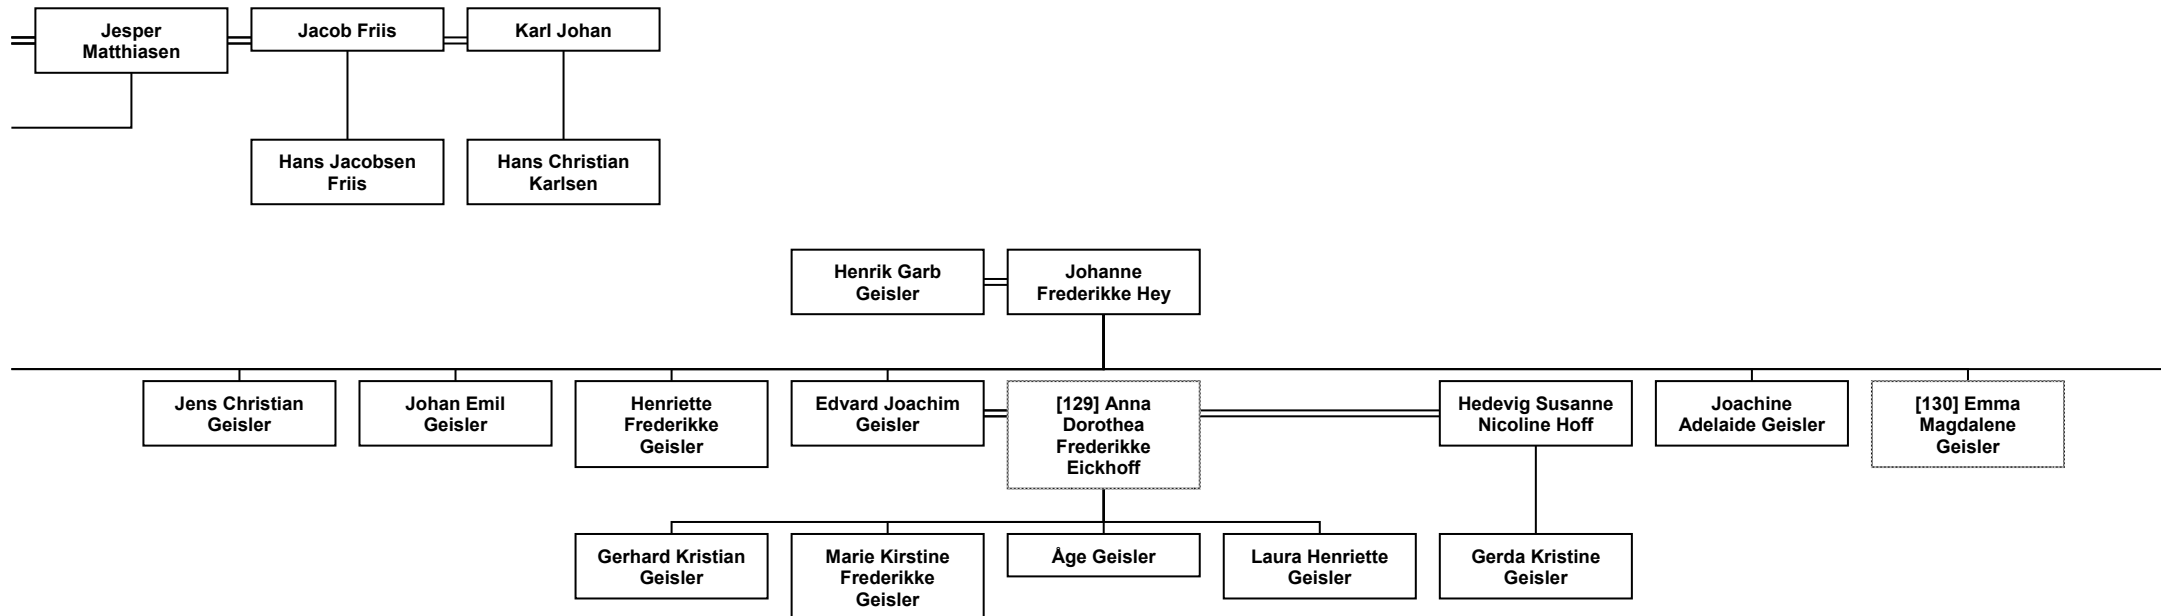 Jesper
Matthiasen
Jacob Friis
Karl Johan
Hans Jacobsen
Friis
Hans Christian
Karlsen
Henrik Garb
Geisler
Johanne
Frederikke Hey
Jens Christian
Geisler
Johan Emil
Geisler
Henriette
Frederikke
Geisler
Edvard Joachim
Geisler
[129] Anna
Dorothea
Frederikke
Eickhoff
Hedevig Susanne
Nicoline Hoff
Joachine
Adelaide Geisler
[130] Emma
Magdalene
Geisler
Gerhard Kristian
Geisler
Marie Kirstine
Frederikke
Geisler
Åge Geisler
Laura Henriette
Geisler
Gerda Kristine
Geisler